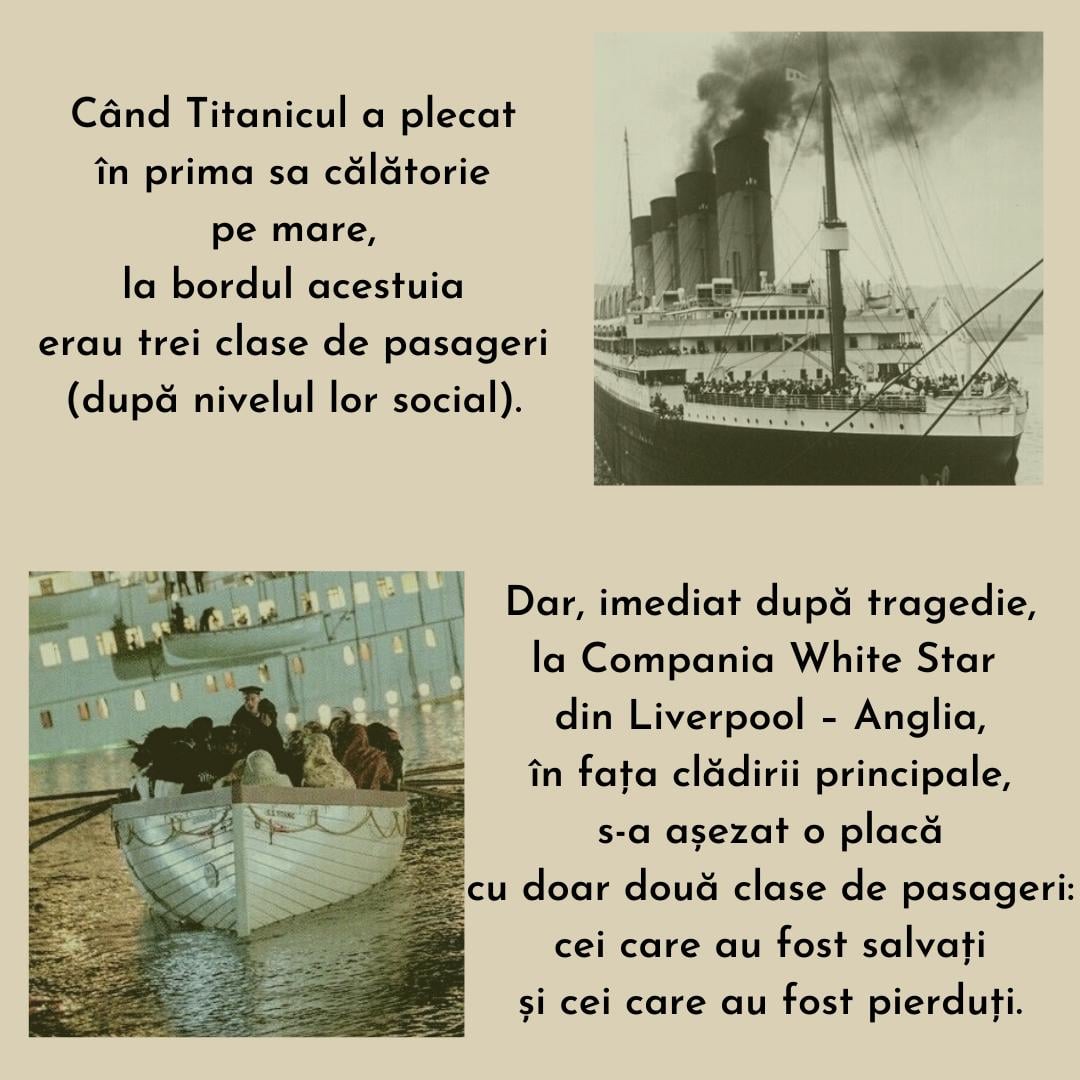 Când Titanicul a plecat
în prima sa călătorie
pe mare,
la bordul acestuia
erau trei clase de pasageri
(după nivelul lor social).
Dar, imediat după tragedie,
la Compania White Star
din Liverpool – Anglia,
în fața clădirii principale,
s-a așezat o placă
cu doar două clase de pasageri:
cei care au fost salvați
și cei care au fost pierduți.